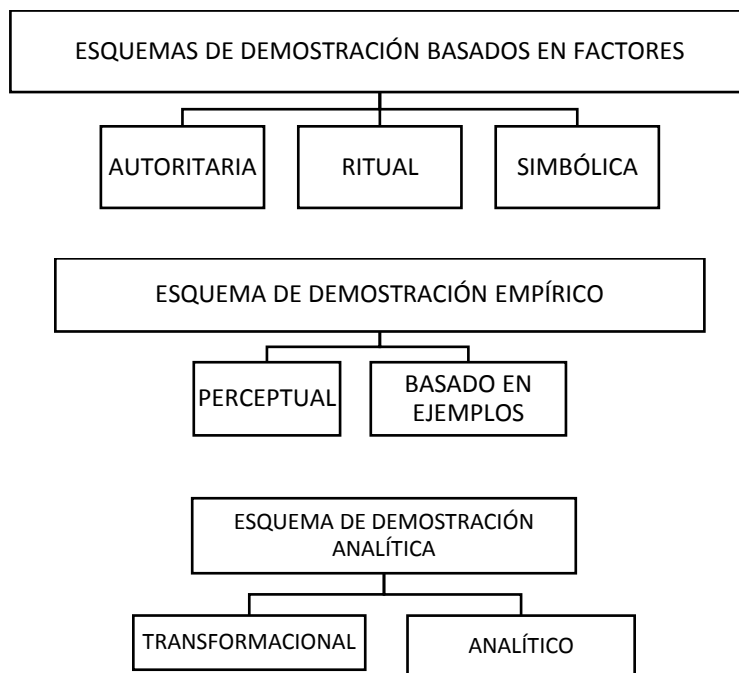 ESQUEMAS DE DEMOSTRACIÓN BASADOS EN FACTORES
AUTORITARIA
RITUAL
SIMBÓLICA
ESQUEMA DE DEMOSTRACIÓN EMPÍRICO
PERCEPTUAL
BASADO EN
EJEMPLOS
ESQUEMA DE DEMOSTRACIÓN
ANALÍTICA
TRANSFORMACIONAL
ANALÍTICO